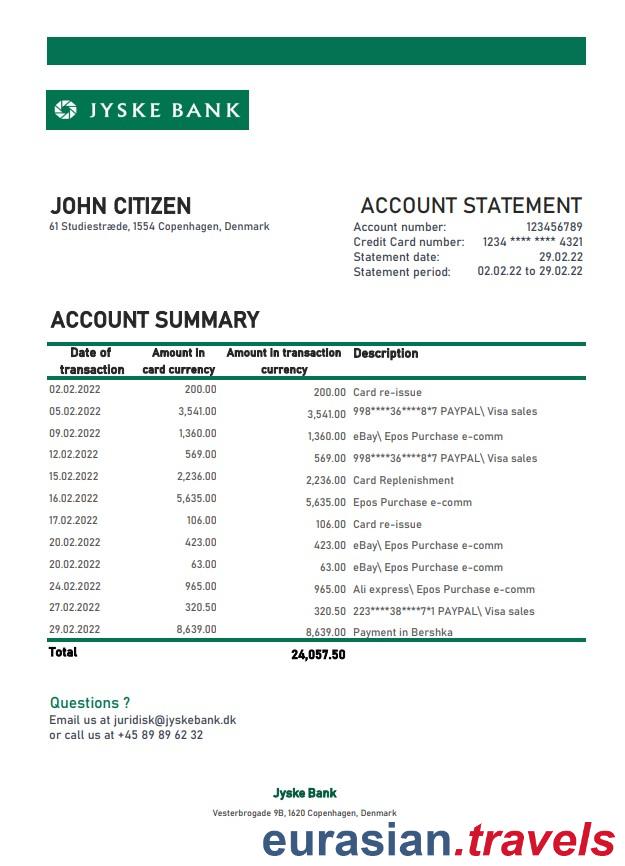 JYSKE BANK
JOHN CITIZEN
61 Studiestræde, 1554 Copenhagen, Denmark
ACCOUNT STATEMENT
Account number: 123456789
Credit Card number: 1234 **** **** 4321
Statement date: 29.02.22
Statement period: 02.02.22 to 29.02.22
ACCOUNT SUMMARY
Date of transaction Amount in card currency Amount in transaction currency Description
02.02.2022 200.00 200.00 Card re-issue
05.02.2022 3,541.00 3,541.00 998****36****8*7 PAYPAL\ Visa sales
09.02.2022 1,360.00 1,360.00 eBay\ Epos Purchase e-comm
12.02.2022 569.00 569.00 998****36****8*7 PAYPAL\ Visa sales
15.02.2022 2,236.00 2,236.00 Card Replenishment
16.02.2022 5,635.00 5,635.00 Epos Purchase e-comm
17.02.2022 106.00 106.00 Card re-issue
20.02.2022 423.00 423.00 eBay\ Epos Purchase e-comm
20.02.2022 63.00 63.00 eBay\ Epos Purchase e-comm
24.02.2022 965.00 965.00 Ali express\ Epos Purchase e-comm
27.02.2022 320.50 320.50 223****38****7*1 PAYPAL\ Visa sales
29.02.2022 8,639.00 8,639.00 Payment in Bershka
Total 24,057.50
Questions ?
Email us at juridisk@jyskebank.dk
or call us at +45 89 89 62 32
Jyske Bank
Vesterbrogade 9B, 1620 Copenhagen, Denmark
eurasian.travels